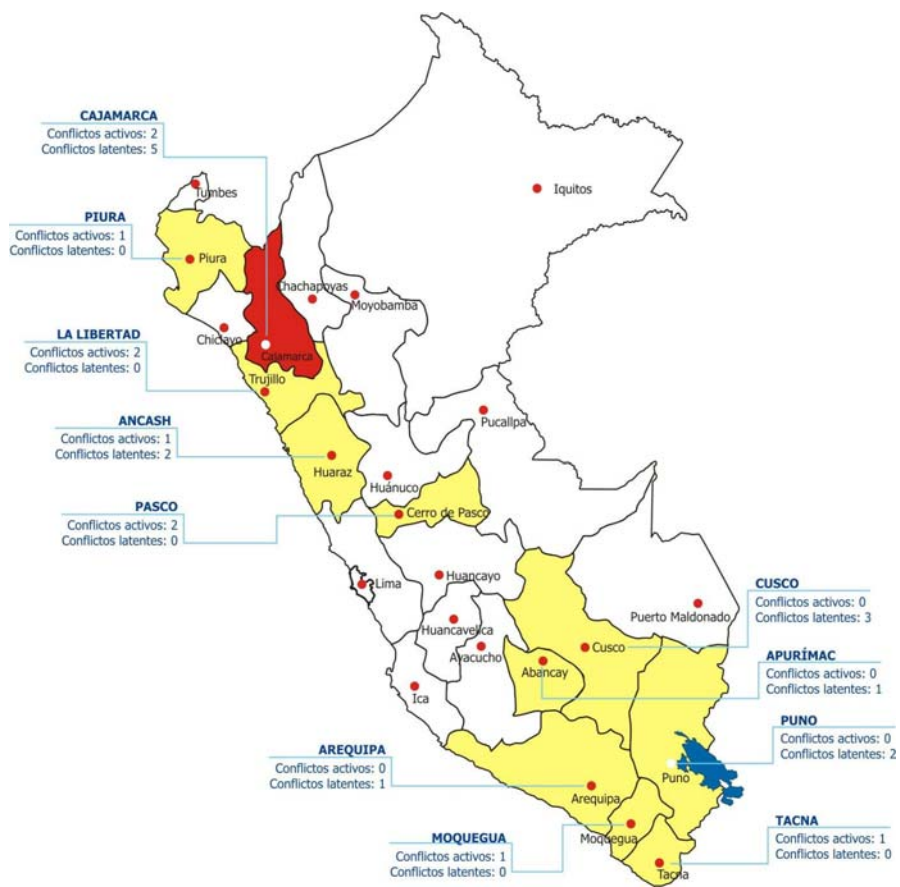 CAJAMARCA
Conflictos activos: 2
Conflictos latentes: 5
Tumbes
Iquitos
PIURA
Conflictos activos: 1
Conflictos latentes: 0
Piura
Chachapoyas
Moyobamba
Chiclayo
LA LIBERTAD
Conflictos activos: 2
Conflictos latentes: 0
Cajamarca
Trujillo
Pucallpa
ANCASH
Conflictos activos: 1
Conflictos latentes: 2
Huaraz
Huánuco
PASCO
Conflictos activos: 2
Conflictos latentes: 0
Cerro de Pasco
Lima
Huancayo
CUSCO
Conflictos activos: 0
Conflictos latentes: 3
Puerto Maldonado
Huancavelica
Ayacucho
Cusco
APURÍMAC
Conflictos activos: 0
Conflictos latentes: 1
Abancay
Ica
PUNO
Conflictos activos: 0
Conflictos latentes: 2
Puno
AREQUIPA
Conflictos activos: 0
Conflictos latentes: 1
Arequipa
MOQUEGUA
Conflictos activos: 1
Conflictos latentes: 0
Moquegua
TACNA
Conflictos activos: 1
Conflictos latentes: 0
Tacna